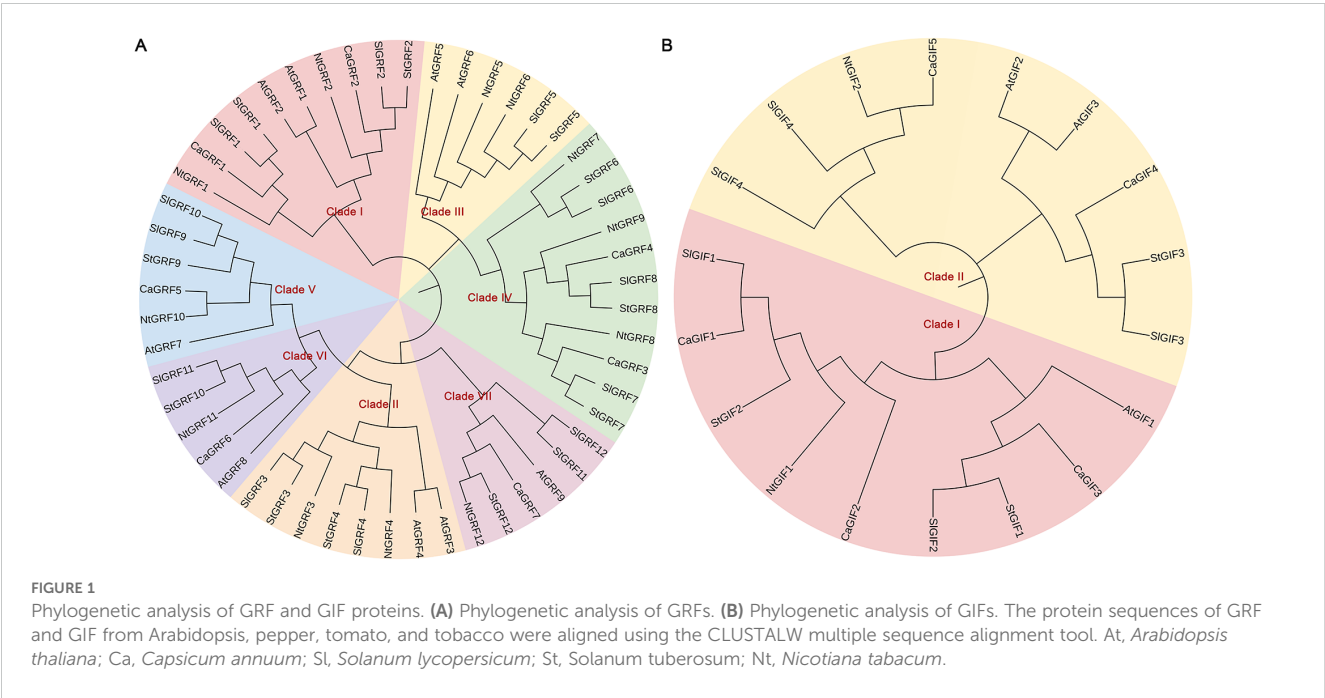 A
B
AtGRF5
AtGRF6
NtGRF5
NtGRF6
SlGRF5
StGRF5
NtGRF7
StGRF6
SlGRF6
NtGRF9
CaGRF4
SlGRF8
StGRF8
NtGRF8
CaGRF3
SlGRF7
StGRF7
SlGRF12
StGRF11
AtGRF9
CaGRF7
StGRF12
NtGRF12
AtGRF3
AtGRF4
NtGRF4
SlGRF4
StGRF4
NtGRF3
StGRF3
SlGRF3
AtGRF8
CaGRF6
NtGRF11
StGRF10
SlGRF11
AtGRF7
NtGRF10
CaGRF5
StGRF9
SlGRF9
SlGRF10
NtGRF1
CaGRF1
SlGRF1
StGRF1
AtGRF2
AtGRF1
NtGRF2
CaGRF2
SlGRF2
StGRF2
Clade I
Clade III
Clade IV
Clade V
Clade VI
Clade II
Clade VII
AtGIF2
AtGIF3
CaGIF4
StGIF3
SlGIF3
AtGIF1
CaGIF3
StGIF1
SlGIF2
CaGIF2
NtGIF1
StGIF2
CaGIF1
SlGIF1
StGIF4
SlGIF4
NtGIF2
CaGIF5
Clade II
Clade I
FIGURE 1
Phylogenetic analysis of GRF and GIF proteins. (A) Phylogenetic analysis of GRFs. (B) Phylogenetic analysis of GIFs. The protein sequences of GRF
and GIF from Arabidopsis, pepper, tomato, and tobacco were aligned using the CLUSTALW multiple sequence alignment tool. At, Arabidopsis
thaliana; Ca, Capsicum annuum; Sl, Solanum lycopersicum; St, Solanum tuberosum; Nt, Nicotiana tabacum.